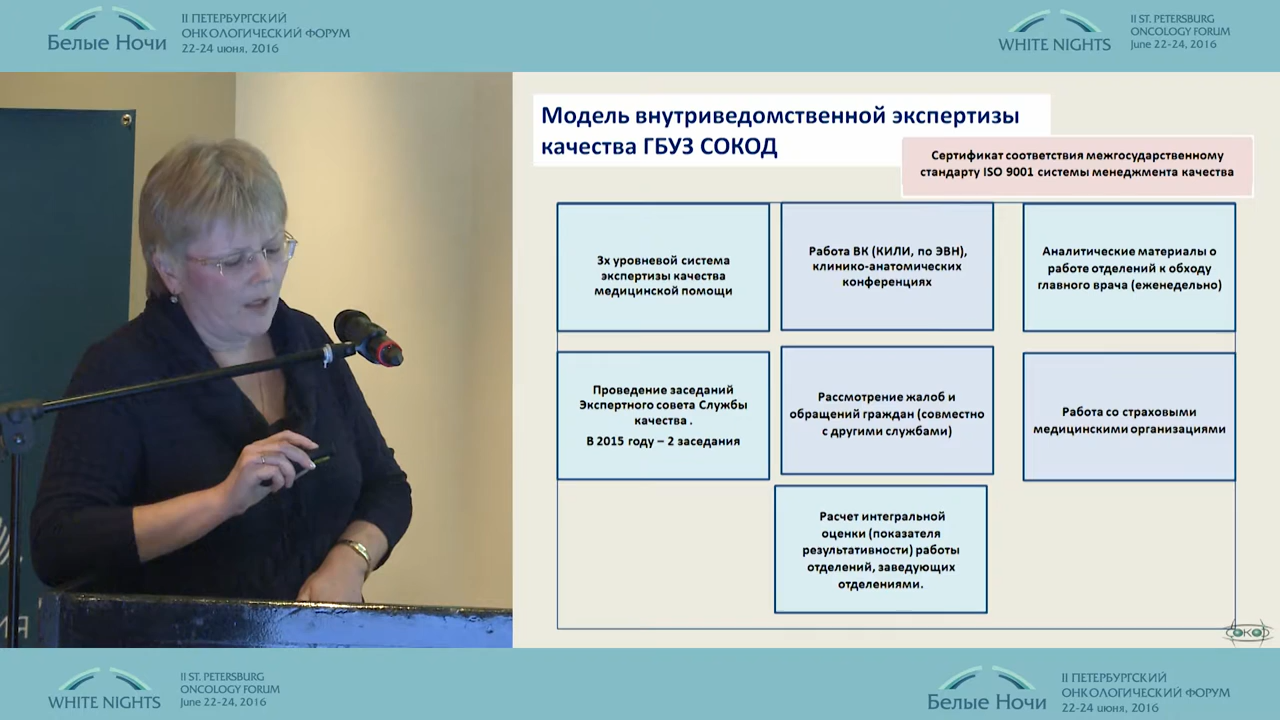 II ПЕТЕРБУРГСКИЙ
ОНКОЛОГИЧЕСКИЙ ФОРУМ
Белые Ночи
22-24 июня, 2016
II ST. PETERSBURG
ONCOLOGY FORUM
WHITE NIGHTS
June 22-24, 2016
Модель внутриведомственной экспертизы
качества ГБУЗ СОКОД
Сертификат соответствия межгосударственному
стандарту ISO 9001 системы менеджмента качества
3х уровневой система
экспертизы качества
медицинской помощи
Работа ВК (КИЛИ, по ЭВН),
клинико-анатомических
конференциях
Аналитические материалы о
работе отделений к обходу
главного врача (еженедельно)
Проведение заседаний
Экспертного совета Службы
качества .
В 2015 году – 2 заседания
Рассмотрение жалоб и
обращений граждан (совместно
с другими службами)
Работа со страховыми
медицинскими организациями
Расчет интегральной
оценки (показателя
результативности) работы
отделений, заведующих
отделениями.
СОКОД
ИЯ
II ST. PETERSBURG
ONCOLOGY FORUM
WHITE NIGHTS
June 22-24, 2016
II ПЕТЕРБУРГСКИЙ
ОНКОЛОГИЧЕСКИЙ ФОРУМ
Белые Ночи
22-24 июня, 2016